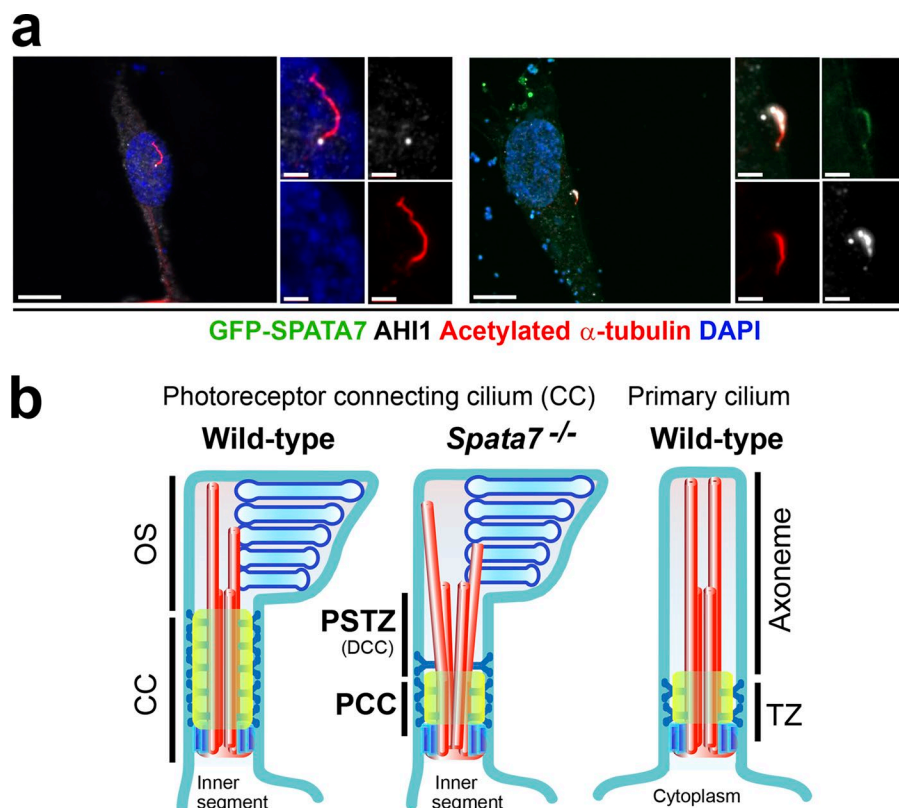 a
GFP-SPATA7 AHI1 Acetylated α-tubulin DAPI
b
Photoreceptor connecting cilium (CC)
Primary cilium
Wild-type
Spata7 -/-
Wild-type
OS
CC
PSTZ
(DCC)
PCC
Axoneme
TZ
Inner
segment
Inner
segment
Cytoplasm